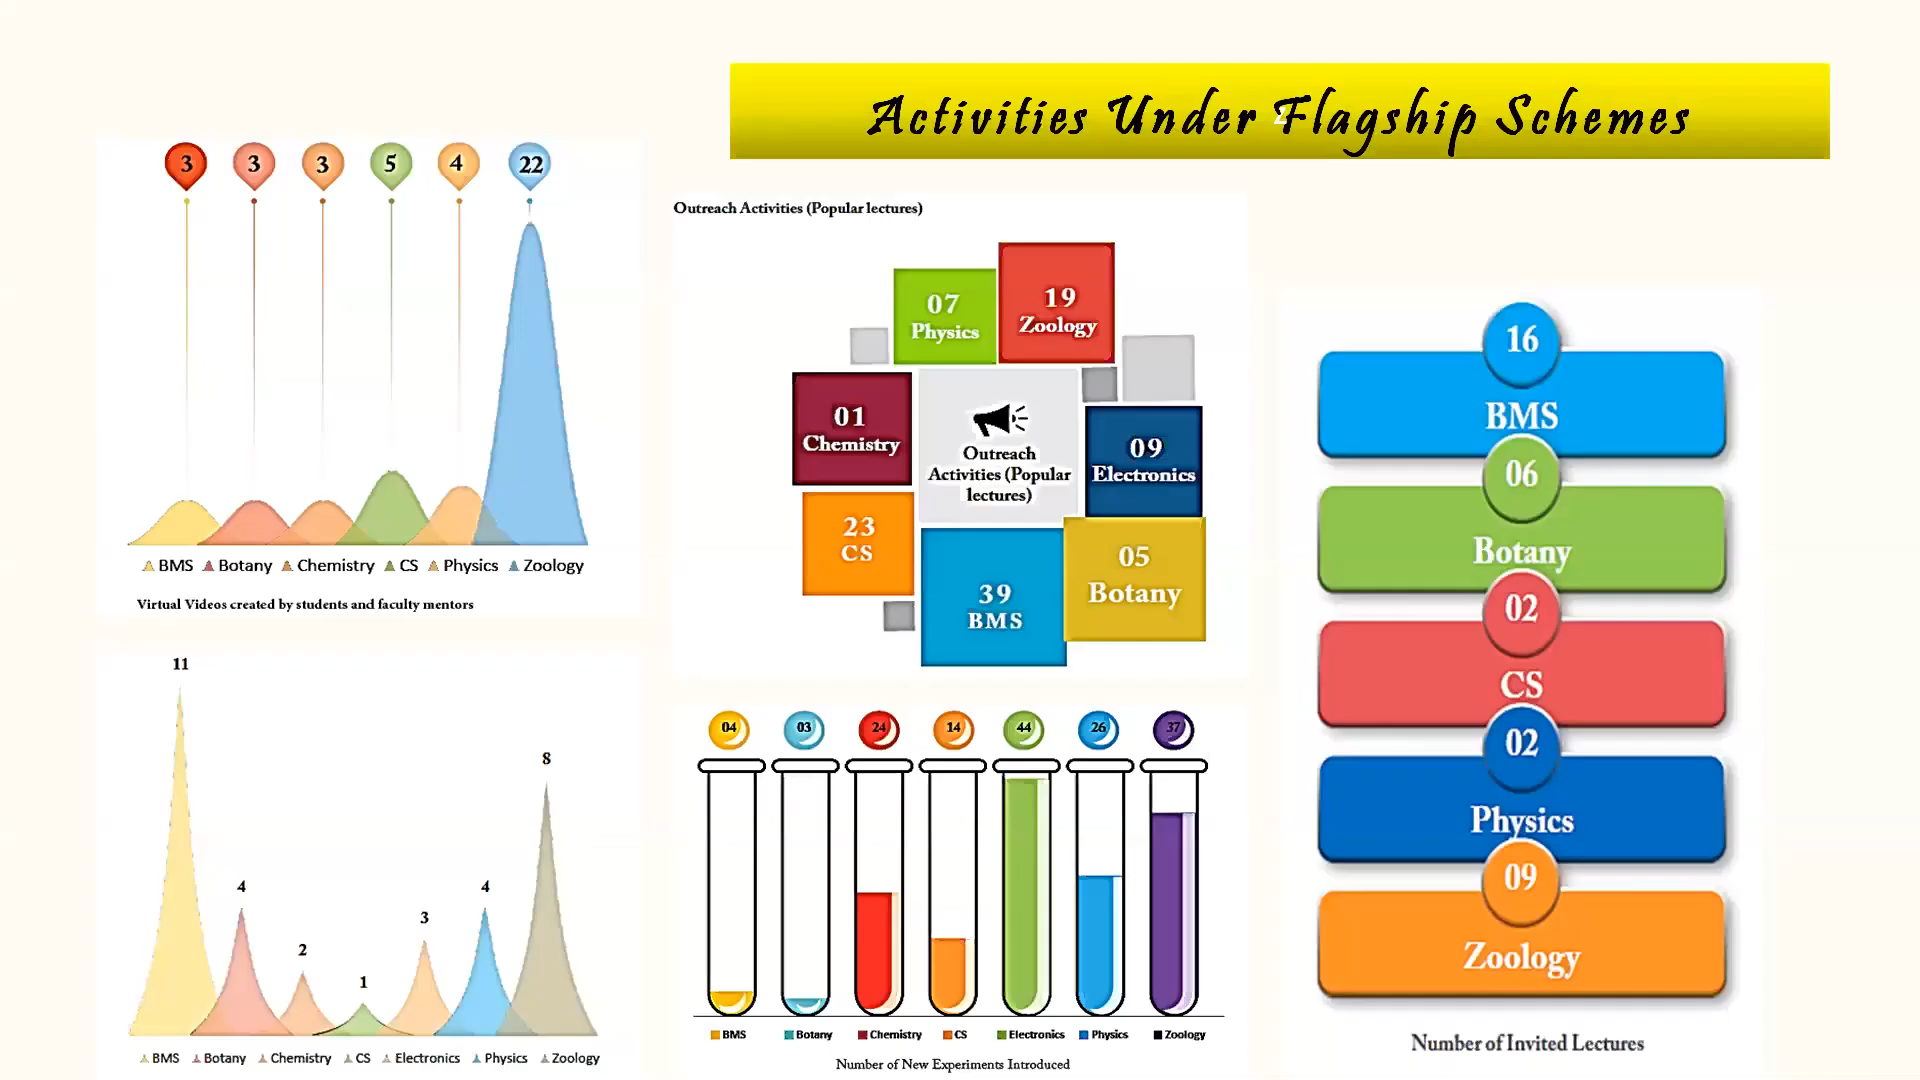 Activities Under Flagship Schemes
3 3 3 5 4 22
BMS Botany Chemistry CS Physics Zoology
Virtual Videos created by students and faculty mentors
Outreach Activities (Popular lectures)
07
Physics
19
Zoology
01
Chemistry
Outreach
Activities (Popular
lectures)
09
Electronics
23
CS
39
BMS
05
Botany
16
BMS
06
Botany
02
CS
02
Physics
09
Zoology
Number of Invited Lectures
11
4
2
1
3
4
8
BMS Botany Chemistry CS Electronics Physics Zoology
04 03 24 14 44 26 37
BMS Botany Chemistry CS Electronics Physics Zoology
Number of New Experiments Introduced